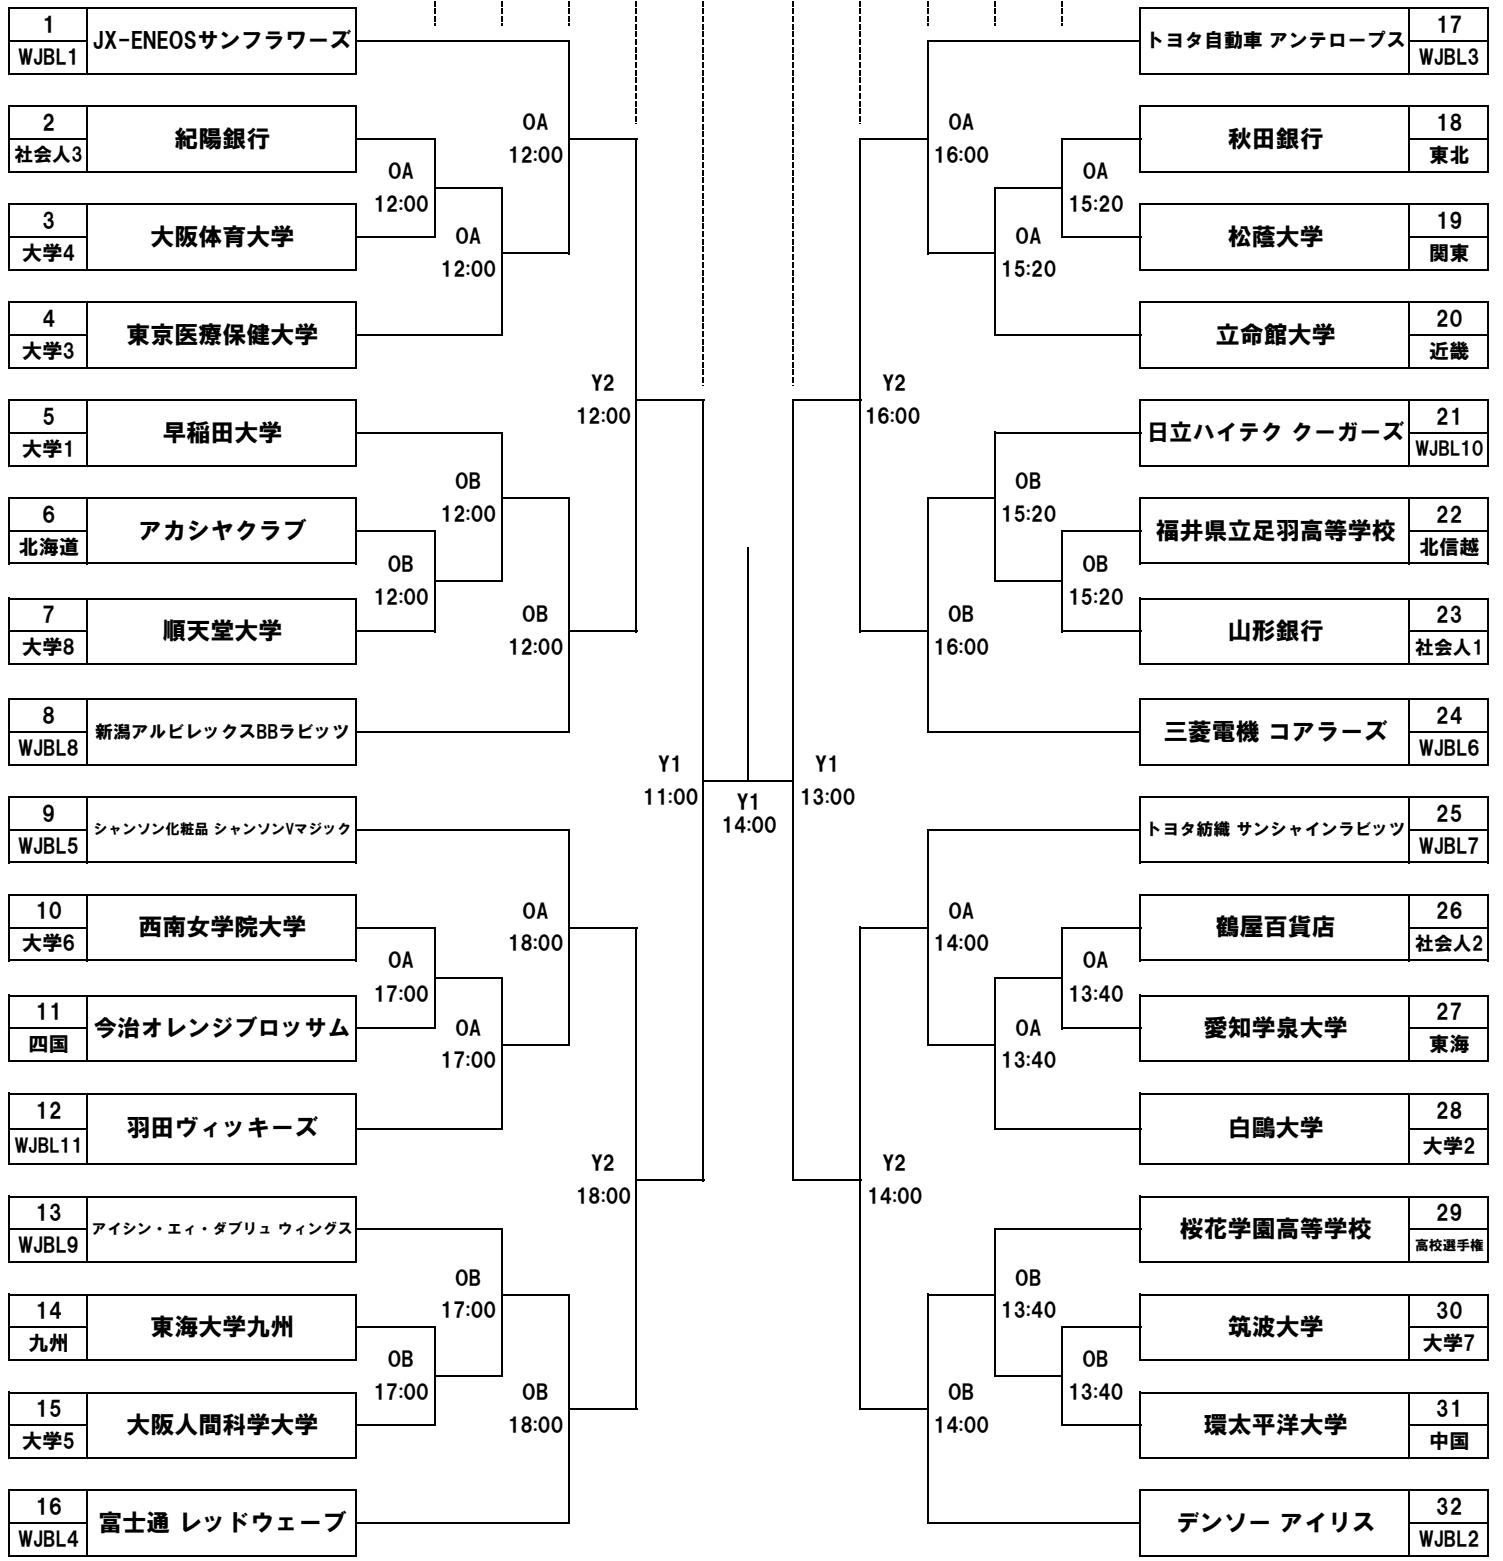 1
WJBL1
JX-ENEOSサンフラワーズ
2
社会人3
紀陽銀行
3
大学4
大阪体育大学
4
大学3
東京医療保健大学
5
大学1
早稲田大学
6
北海道
アカシヤクラブ
7
大学8
順天堂大学
8
WJBL8
新潟アルビレックスBBラビッツ
9
WJBL5
シャンソン化粧品 シャンソンVマジック
10
大学6
西南女学院大学
11
四国
今治オレンジブロッサム
12
WJBL11
羽田ヴィッキーズ
13
WJBL9
アイシン・エィ・ダブリュ ウィングス
14
九州
東海大学九州
15
大学5
大阪人間科学大学
16
WJBL4
富士通 レッドウェーブ
OA
12:00
OB
12:00
OA
17:00
OB
17:00
OA
12:00
OB
12:00
OA
17:00
OB
17:00
OA
12:00
OB
12:00
OA
18:00
OB
18:00
Y2
12:00
Y2
18:00
Y1
11:00
Y1
14:00
Y1
13:00
Y2
16:00
Y2
14:00
OA
16:00
OB
16:00
OA
14:00
OB
14:00
OA
15:20
OB
15:20
OA
13:40
OB
13:40
OA
15:20
OB
15:20
OA
13:40
OB
13:40
トヨタ自動車 アンテロープス
17
WJBL3
秋田銀行
18
東北
松蔭大学
19
関東
立命館大学
20
近畿
日立ハイテク クーガーズ
21
WJBL10
福井県立足羽高等学校
22
北信越
山形銀行
23
社会人1
三菱電機 コアラーズ
24
WJBL6
トヨタ紡織 サンシャインラビッツ
25
WJBL7
鶴屋百貨店
26
社会人2
愛知学泉大学
27
東海
白鷗大学
28
大学2
桜花学園高等学校
29
高校選手権
筑波大学
30
大学7
環太平洋大学
31
中国
デンソー アイリス
32
WJBL2